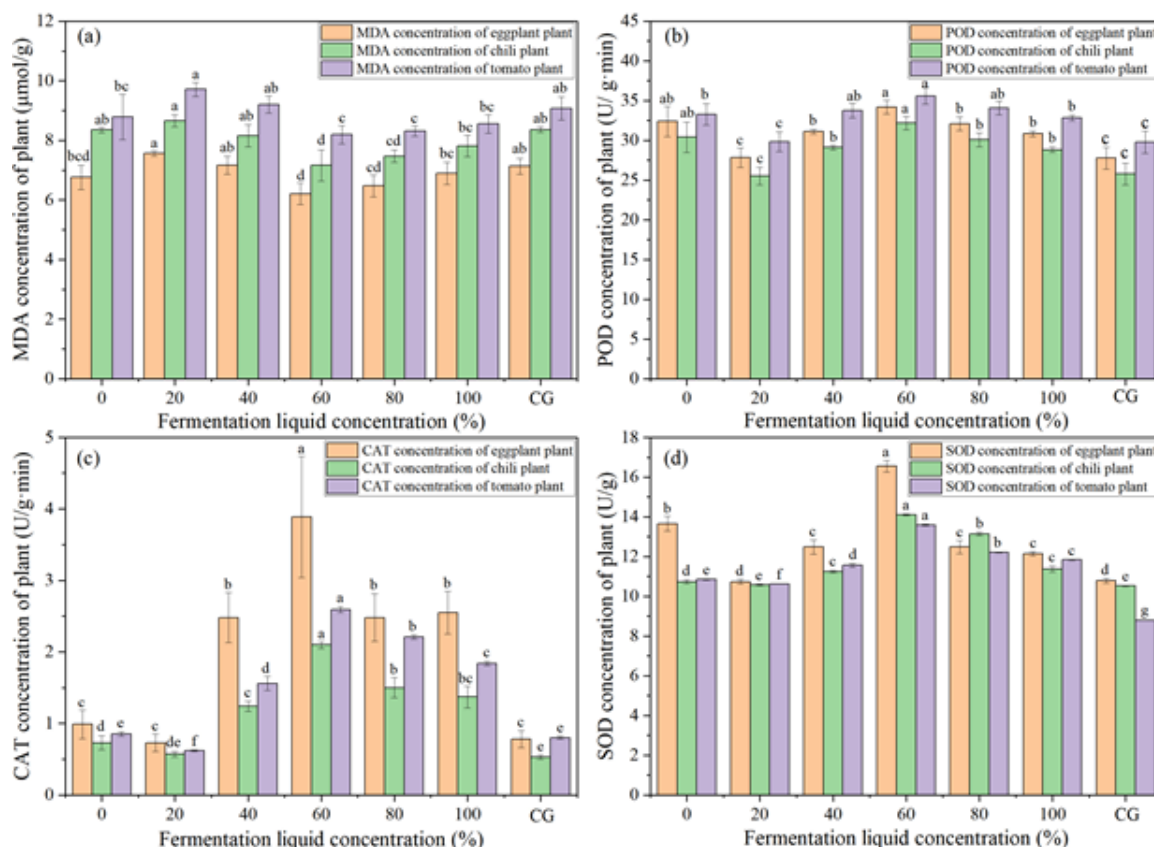 (a)
MDA concentration of eggplant plant
MDA concentration of chili plant
MDA concentration of tomato plant
MDA concentration of plant (μmol/g)
12
10
8
6
4
2
0
bcd ab bc
a a a
ab ab ab
d d c
cd cd c
bc bc bc
ab ab ab
0 20 40 60 80 100 CG
Fermentation liquid concentration (%)
(b)
POD concentration of eggplant plant
POD concentration of chili plant
POD concentration of tomato plant
POD concentration of plant (U/ g·min)
45
40
35
30
25
20
15
10
5
0
ab ab b
c c c
b b ab
a a a
b b ab
b b b
c c c
0 20 40 60 80 100 CG
Fermentation liquid concentration (%)
(c)
CAT concentration of eggplant plant
CAT concentration of chili plant
CAT concentration of tomato plant
CAT concentration of plant (U/g·min)
5
4
3
2
1
0
c d e
c de f
b c d
a a a
b b b
b bc c
c e e
0 20 40 60 80 100 CG
Fermentation liquid concentration (%)
(d)
SOD concentration of eggplant plant
SOD concentration of chili plant
SOD concentration of tomato plant
SOD concentration of plant (U/g)
18
16
14
12
10
8
6
4
2
0
b d e
d e f
c c d
a a a
c b b
c c c
d e g
0 20 40 60 80 100 CG
Fermentation liquid concentration (%)